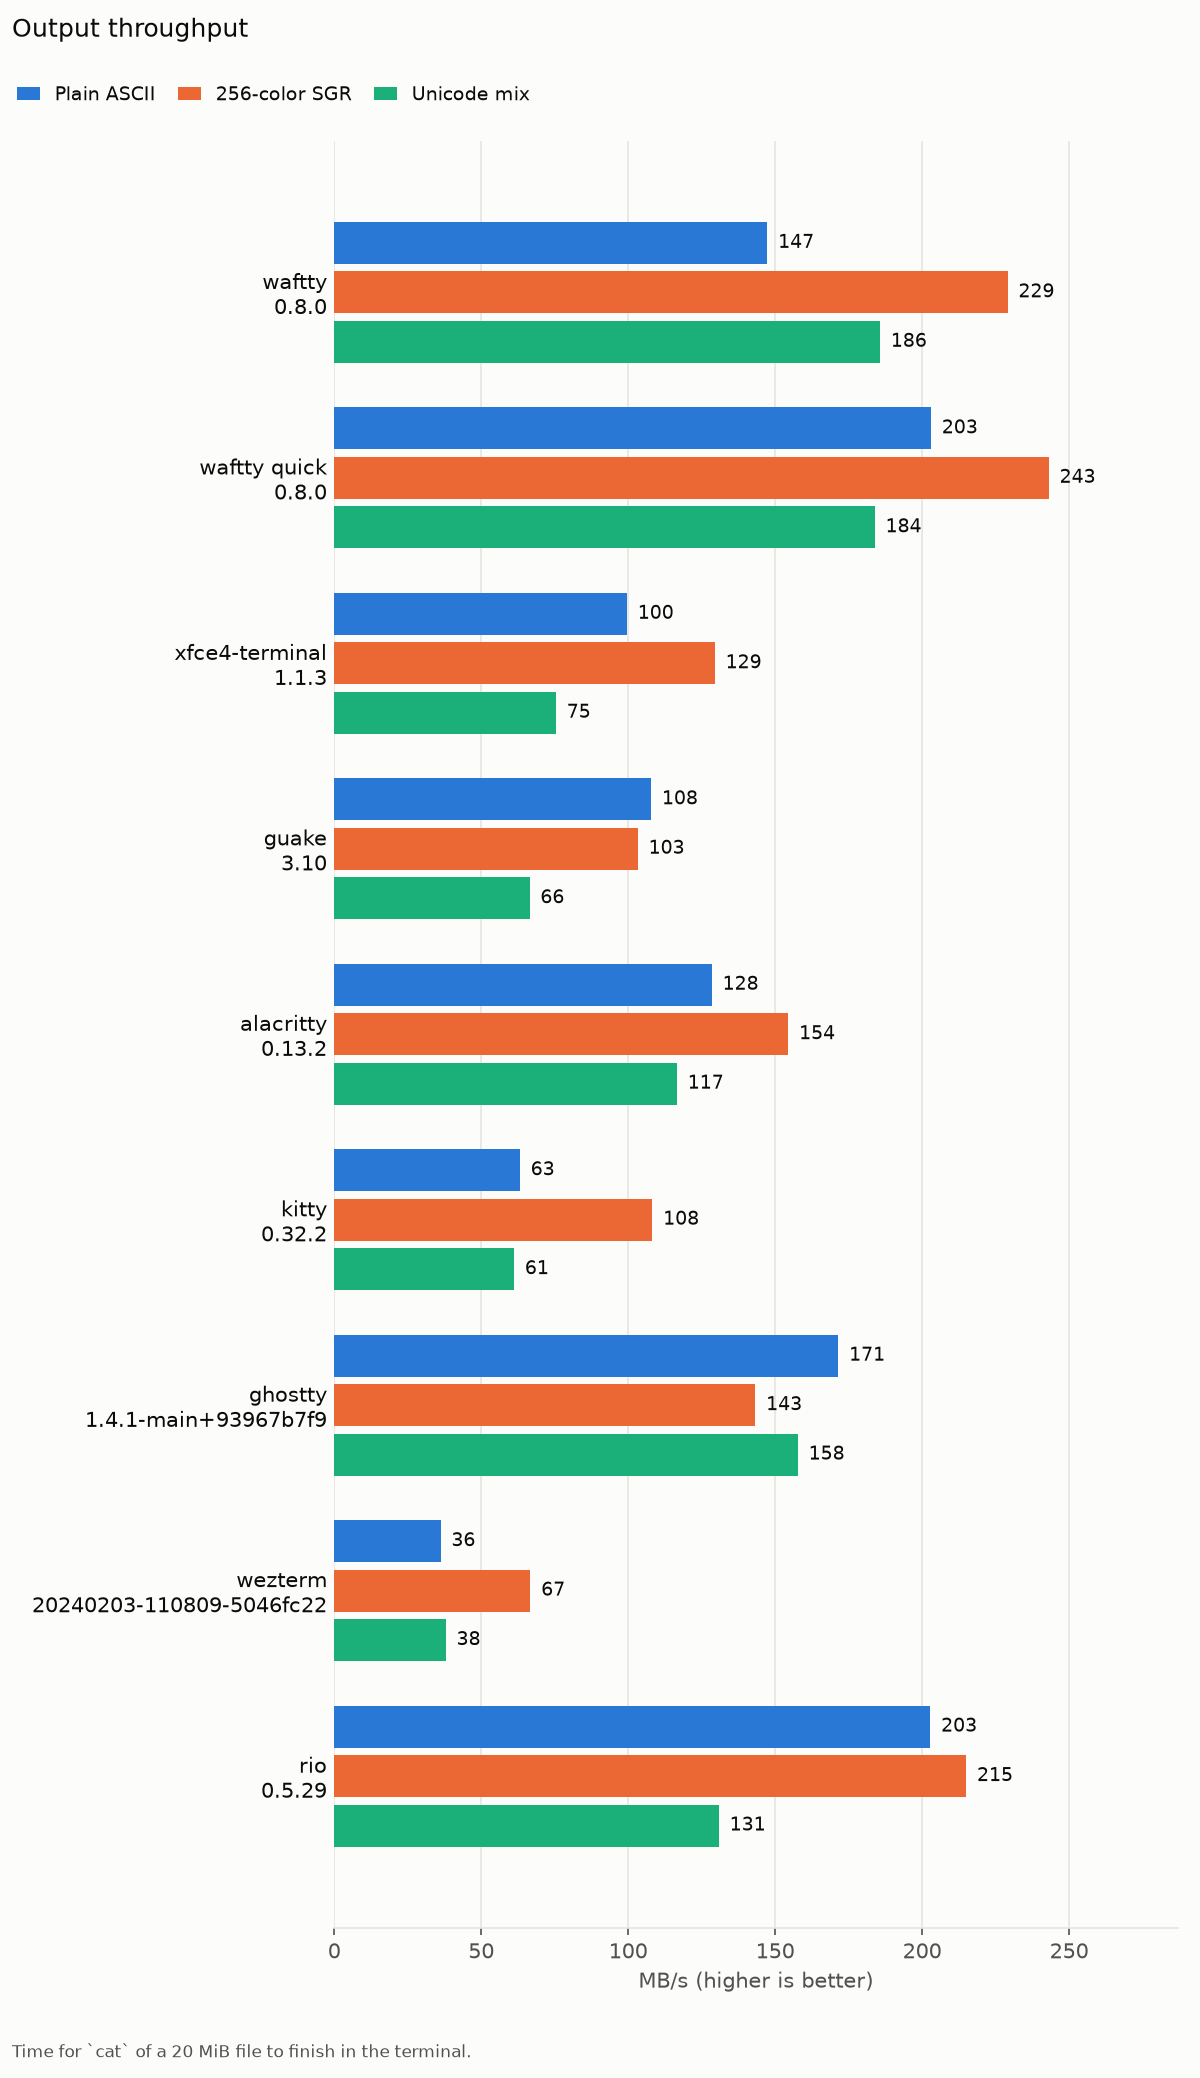 Output throughput
Plain ASCII 256-color SGR Unicode mix
147
waftty
0.8.0
229
186
203
waftty quick
0.8.0
243
184
100
xfce4-terminal
1.1.3
129
75
108
guake
3.10
103
66
128
alacritty
0.13.2
154
117
63
kitty
0.32.2
108
61
171
ghostty
1.4.1-main+93967b7f9
143
158
36
wezterm
20240203-110809-5046fc22
67
38
203
rio
0.5.29
215
131
0 50 100 150 200 250
MB/s (higher is better)
Time for `cat` of a 20 MiB file to finish in the terminal.